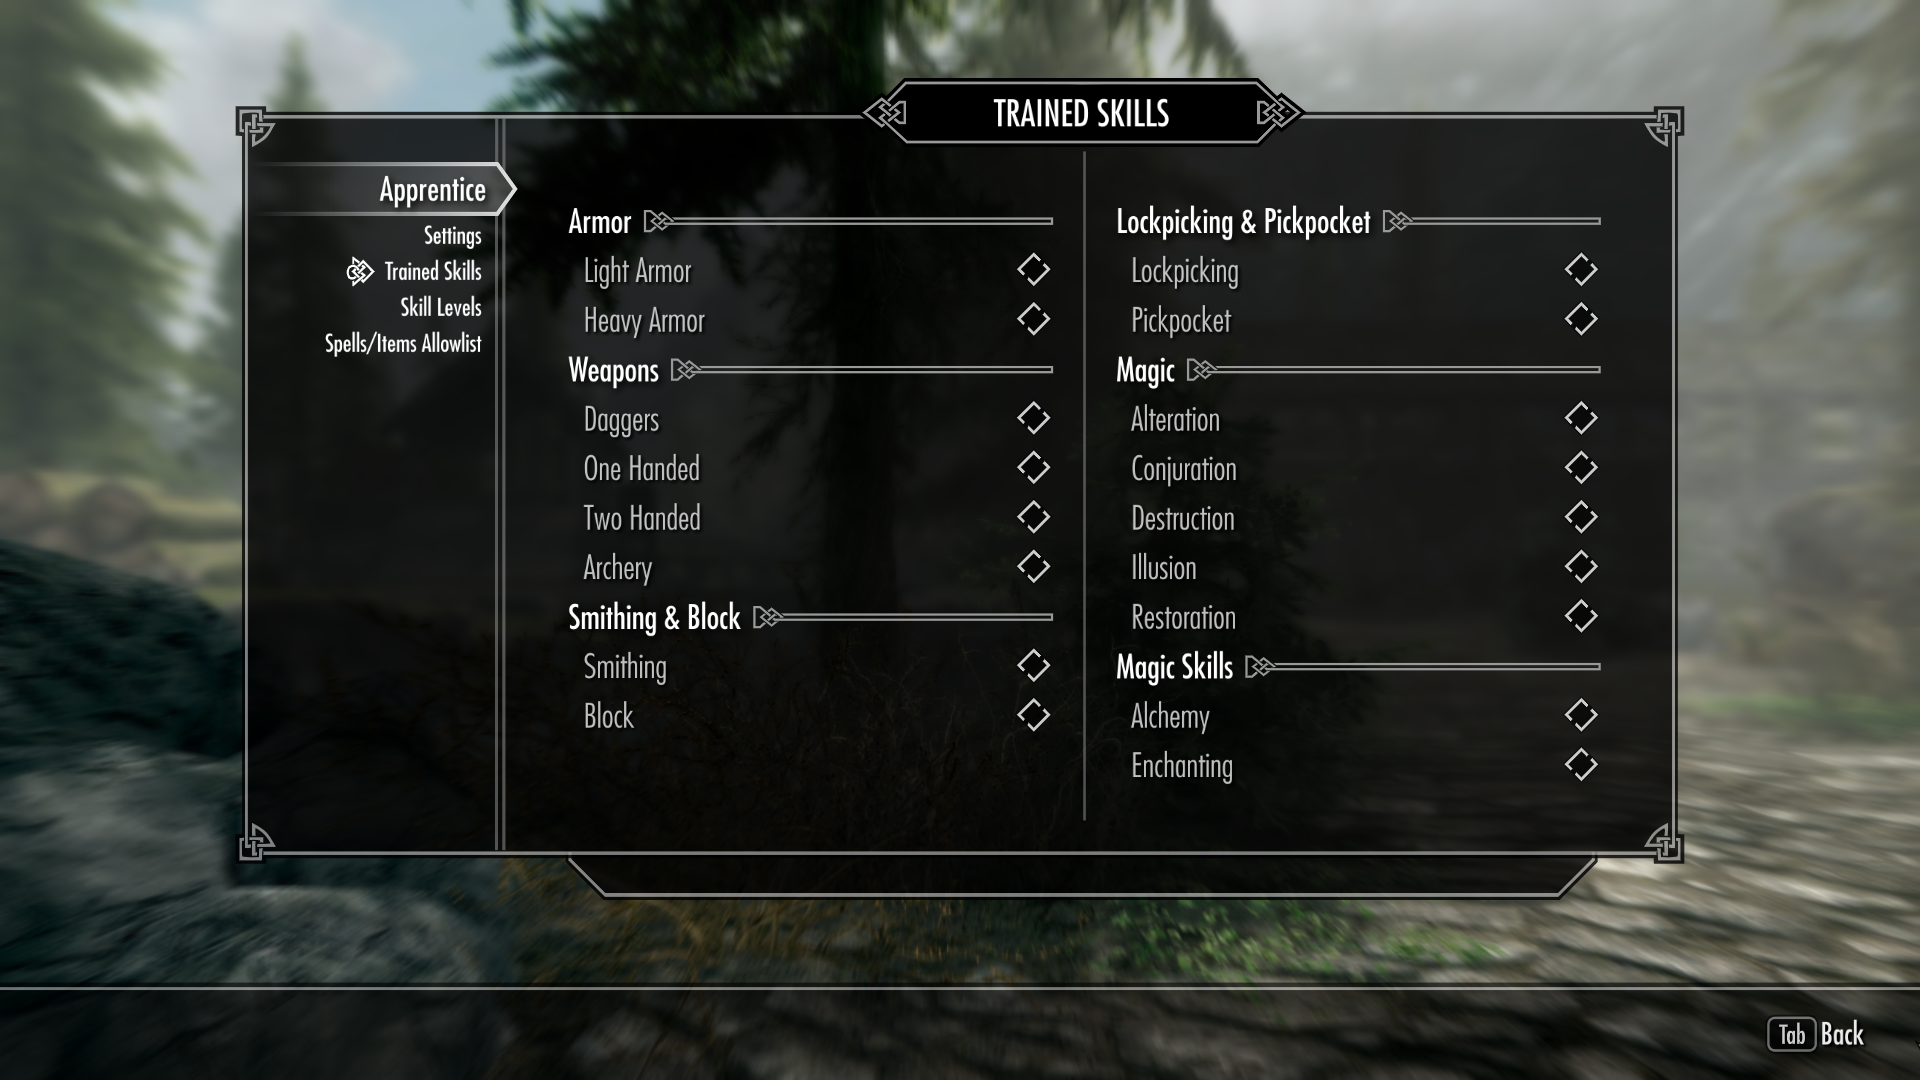 TRAINED SKILLS
Apprentice
Settings
Trained Skills
Skill Levels
Spells/Items Allowlist
Armor
Light Armor
Heavy Armor
Weapons
Daggers
One Handed
Two Handed
Archery
Smithing & Block
Smithing
Block
Lockpicking & Pickpocket
Lockpicking
Pickpocket
Magic
Alteration
Conjuration
Destruction
Illusion
Restoration
Magic Skills
Alchemy
Enchanting
Tab Back